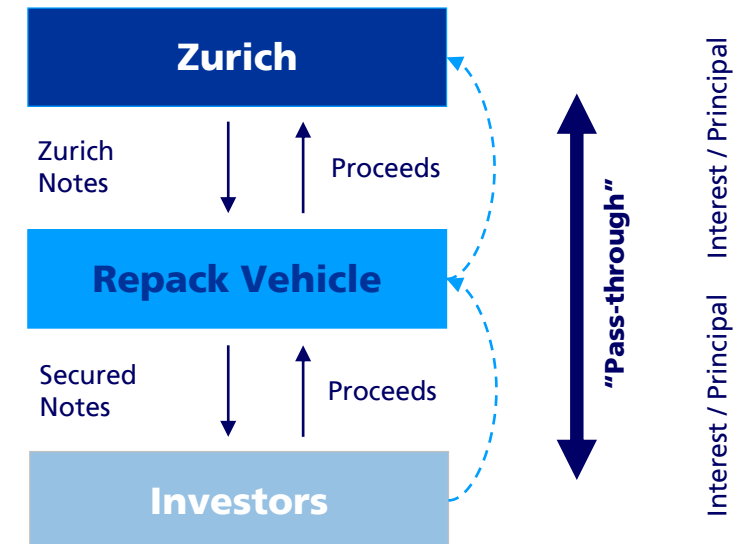 Zurich
Zurich
Notes
Proceeds
Repack Vehicle
Secured
Notes
Proceeds
Investors
"Pass-through"
Interest / Principal
Interest / Principal